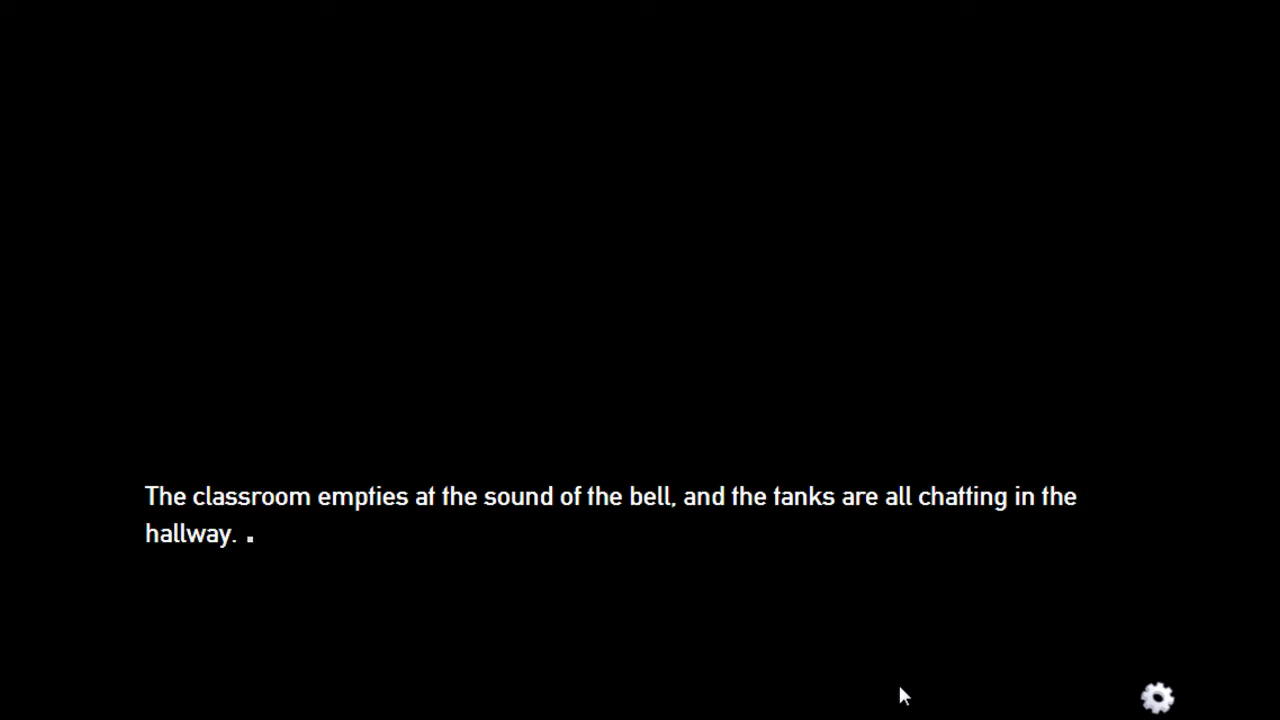 The classroom empties at the sound of the bell, and the tanks are all chatting in the
hallway.